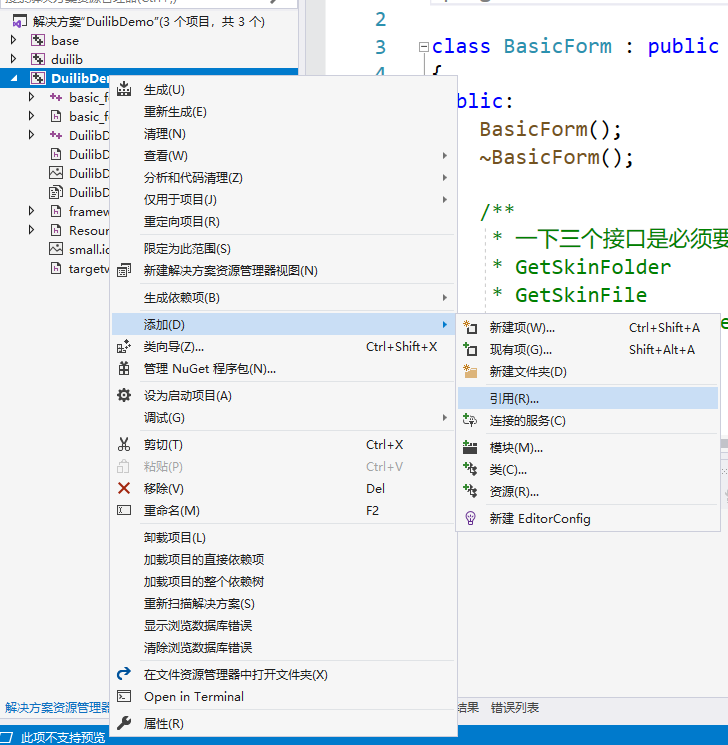 解决方案"DuilibDemo"(3 个项目，共 3 个)
base
duilib
DuilibDem
basic_f
basic_f
DuilibD
DuilibD
DuilibD
DuilibD
framew
Resour
small.ic
targetv
解决方案资源管理器
此项不支持预览
生成(U)
重新生成(E)
清理(N)
查看(W)
分析和代码清理(Z)
仅用于项目(J)
重定向项目(R)
限定为此范围(S)
新建解决方案资源管理器视图(N)
生成依赖项(B)
添加(D)
类向导(Z)... Ctrl+Shift+X
管理 NuGet 程序包(N)...
设为启动项目(A)
调试(G)
剪切(T) Ctrl+X
粘贴(P) Ctrl+V
移除(V) Del
重命名(M) F2
卸载项目(L)
加载项目的直接依赖项
加载项目的整个依赖树
重新扫描解决方案(S)
显示浏览数据库错误
清除浏览数据库错误
在文件资源管理器中打开文件夹(X)
Open in Terminal
属性(R)
2
3 class BasicForm : public
4 {
blic:
BasicForm();
~BasicForm();
/**
* 一下三个接口是必须要
* GetSkinFolder
* GetSkinFile
新建项(W)... Ctrl+Shift+A
现有项(G)... Shift+Alt+A
新建文件夹(D)
引用(R)...
连接的服务(C)
模块(M)...
类(C)...
资源(R)...
新建 EditorConfig
结果 错误列表